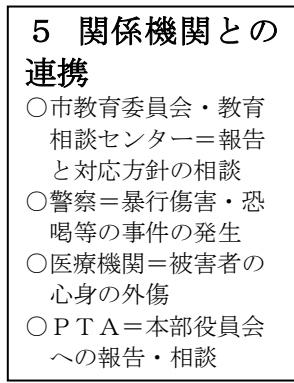 ５ 関係機関との
連携
○市教育委員会・教育
相談センター＝報告
と対応方針の相談
○警察＝暴行傷害・恐
喝等の事件の発生
○医療機関＝被害者の
心身の外傷
○ＰＴＡ＝本部役員会
への報告・相談